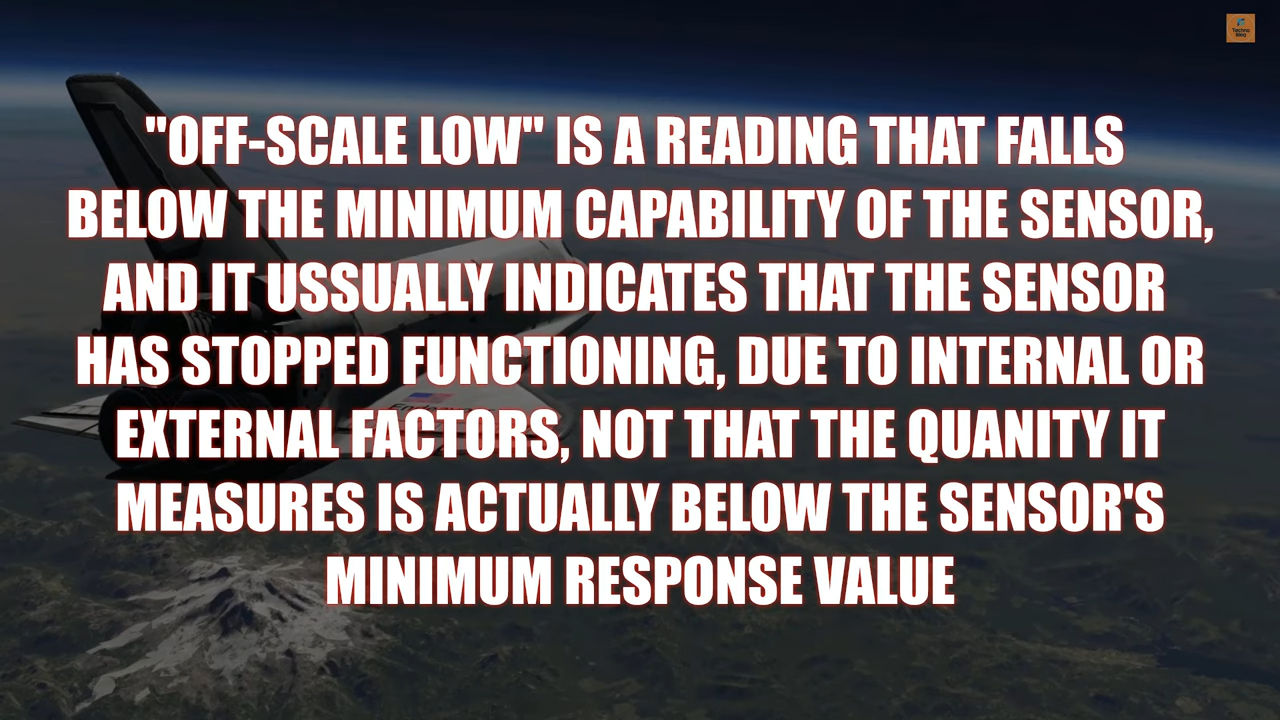 Techno
Blog
"OFF-SCALE LOW" IS A READING THAT FALLS
BELOW THE MINIMUM CAPABILITY OF THE SENSOR,
AND IT USSUALLY INDICATES THAT THE SENSOR
HAS STOPPED FUNCTIONING, DUE TO INTERNAL OR
EXTERNAL FACTORS, NOT THAT THE QUANITY IT
MEASURES IS ACTUALLY BELOW THE SENSOR'S
MINIMUM RESPONSE VALUE